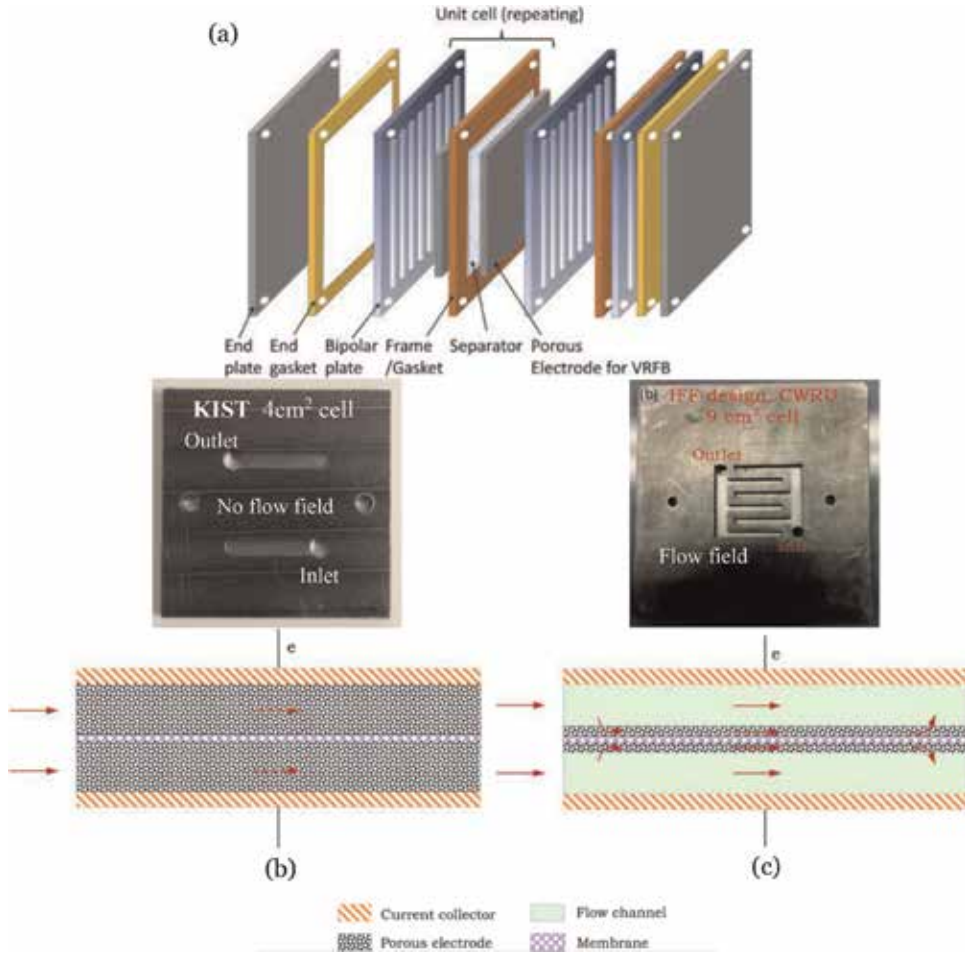 Unit cell (repeating)
(a)
End plate
End gasket
Bipolar plate
Frame /Gasket
Separator
Porous Electrode for VRFB
KIST 4cm² cell
Outlet
No flow field
Inlet
(b) IFF design, CWRU
9 cm² cell
Outlet
Flow field
e
e
(b)
(c)
Current collector
Flow channel
Porous electrode
Membrane